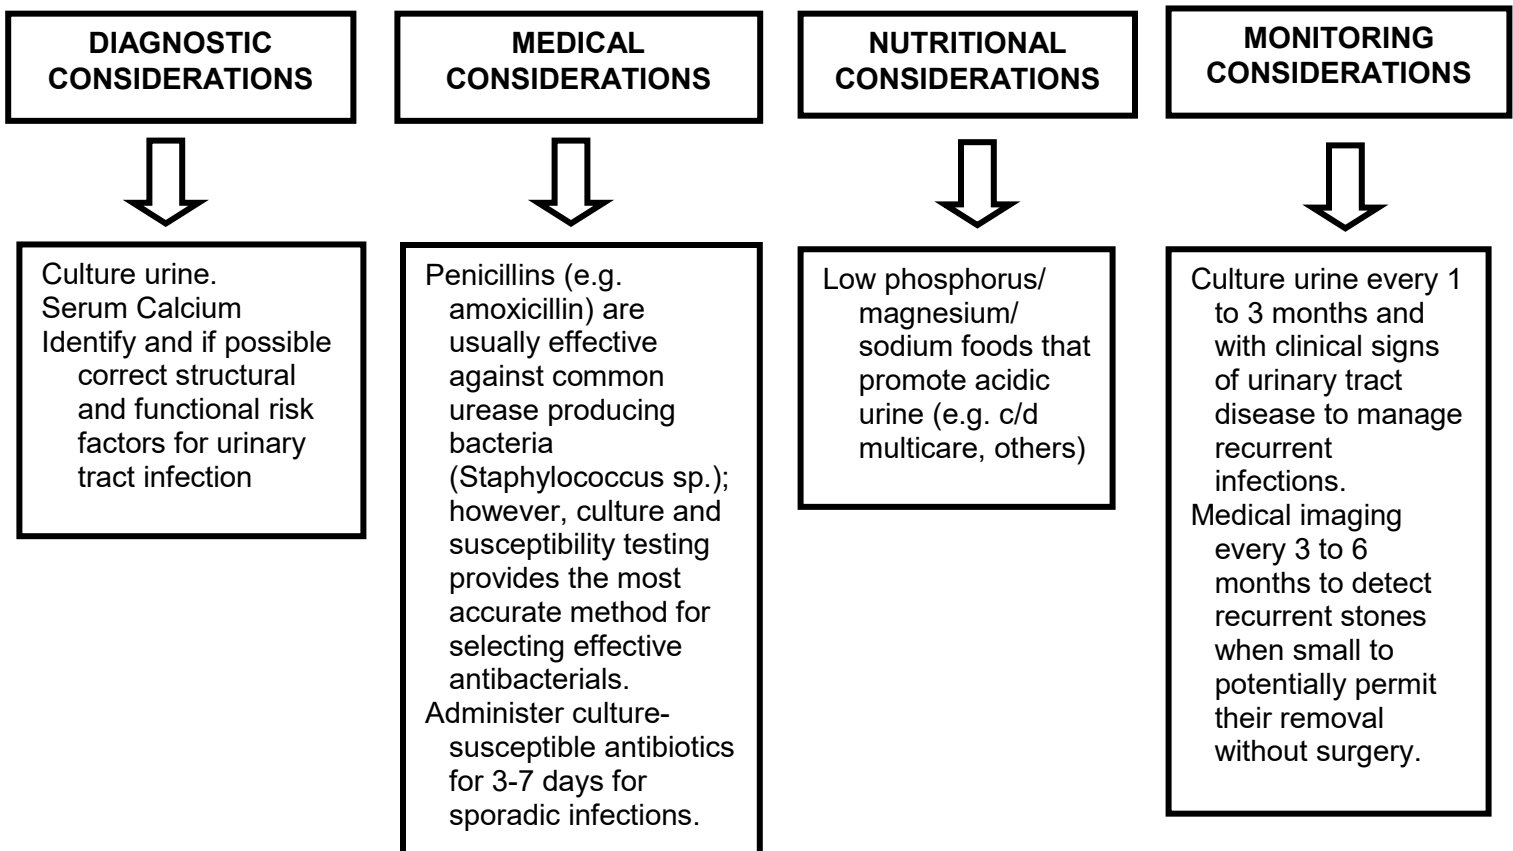 DIAGNOSTIC
CONSIDERATIONS
Culture urine.
Serum Calcium
Identify and if possible
correct structural
and functional risk
factors for urinary
tract infection
MEDICAL
CONSIDERATIONS
Penicillins (e.g.
amoxicillin) are
usually effective
against common
urease producing
bacteria
(Staphylococcus sp.);
however, culture and
susceptibility testing
provides the most
accurate method for
selecting effective
antibacterials.
Administer culture-
susceptible antibiotics
for 3-7 days for
sporadic infections.
NUTRITIONAL
CONSIDERATIONS
Low phosphorus/
magnesium/
sodium foods that
promote acidic
urine (e.g. c/d
multicare, others)
MONITORING
CONSIDERATIONS
Culture urine every 1
to 3 months and
with clinical signs
of urinary tract
disease to manage
recurrent
infections.
Medical imaging
every 3 to 6
months to detect
recurrent stones
when small to
potentially permit
their removal
without surgery.